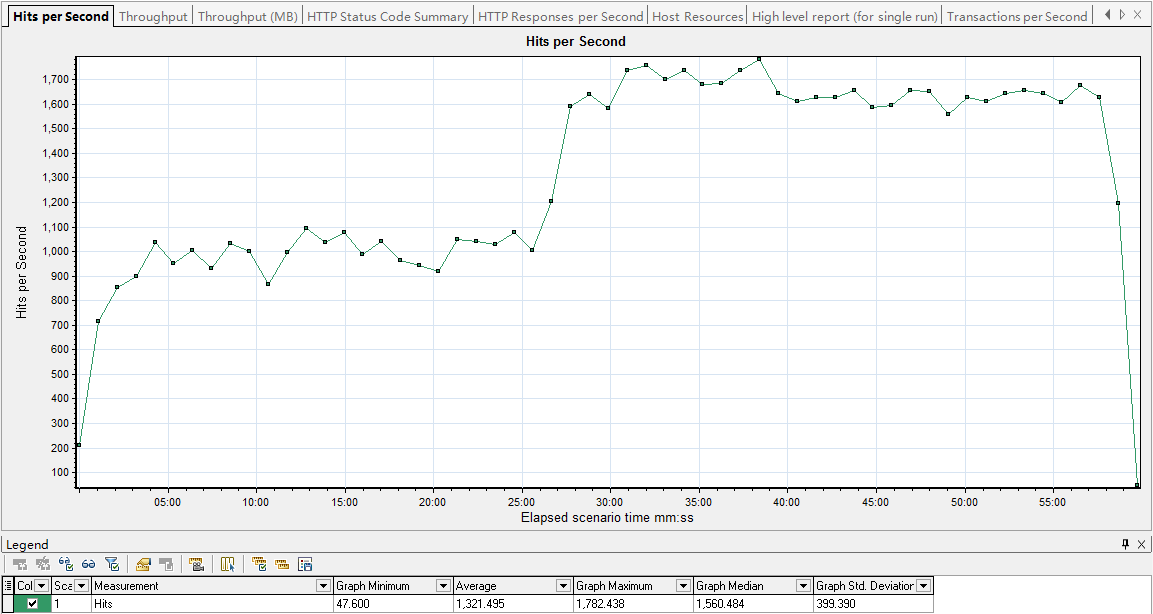 Hits per Second Throughput Throughput (MB) HTTP Status Code Summary HTTP Responses per Second Host Resources High level report (for single run) Transactions per Second
Hits per Second
1,700
1,600
1,500
1,400
1,300
1,200
1,100
1,000
900
800
700
600
500
400
300
200
100
Hits per Second
05:00 10:00 15:00 20:00 25:00 30:00 35:00 40:00 45:00 50:00 55:00
Elapsed scenario time mm:ss
Legend
Col Sca Measurement Graph Minimum Average Graph Maximum Graph Median Graph Std. Deviation
1 Hits 47.600 1,321.495 1,782.438 1,560.484 399.390